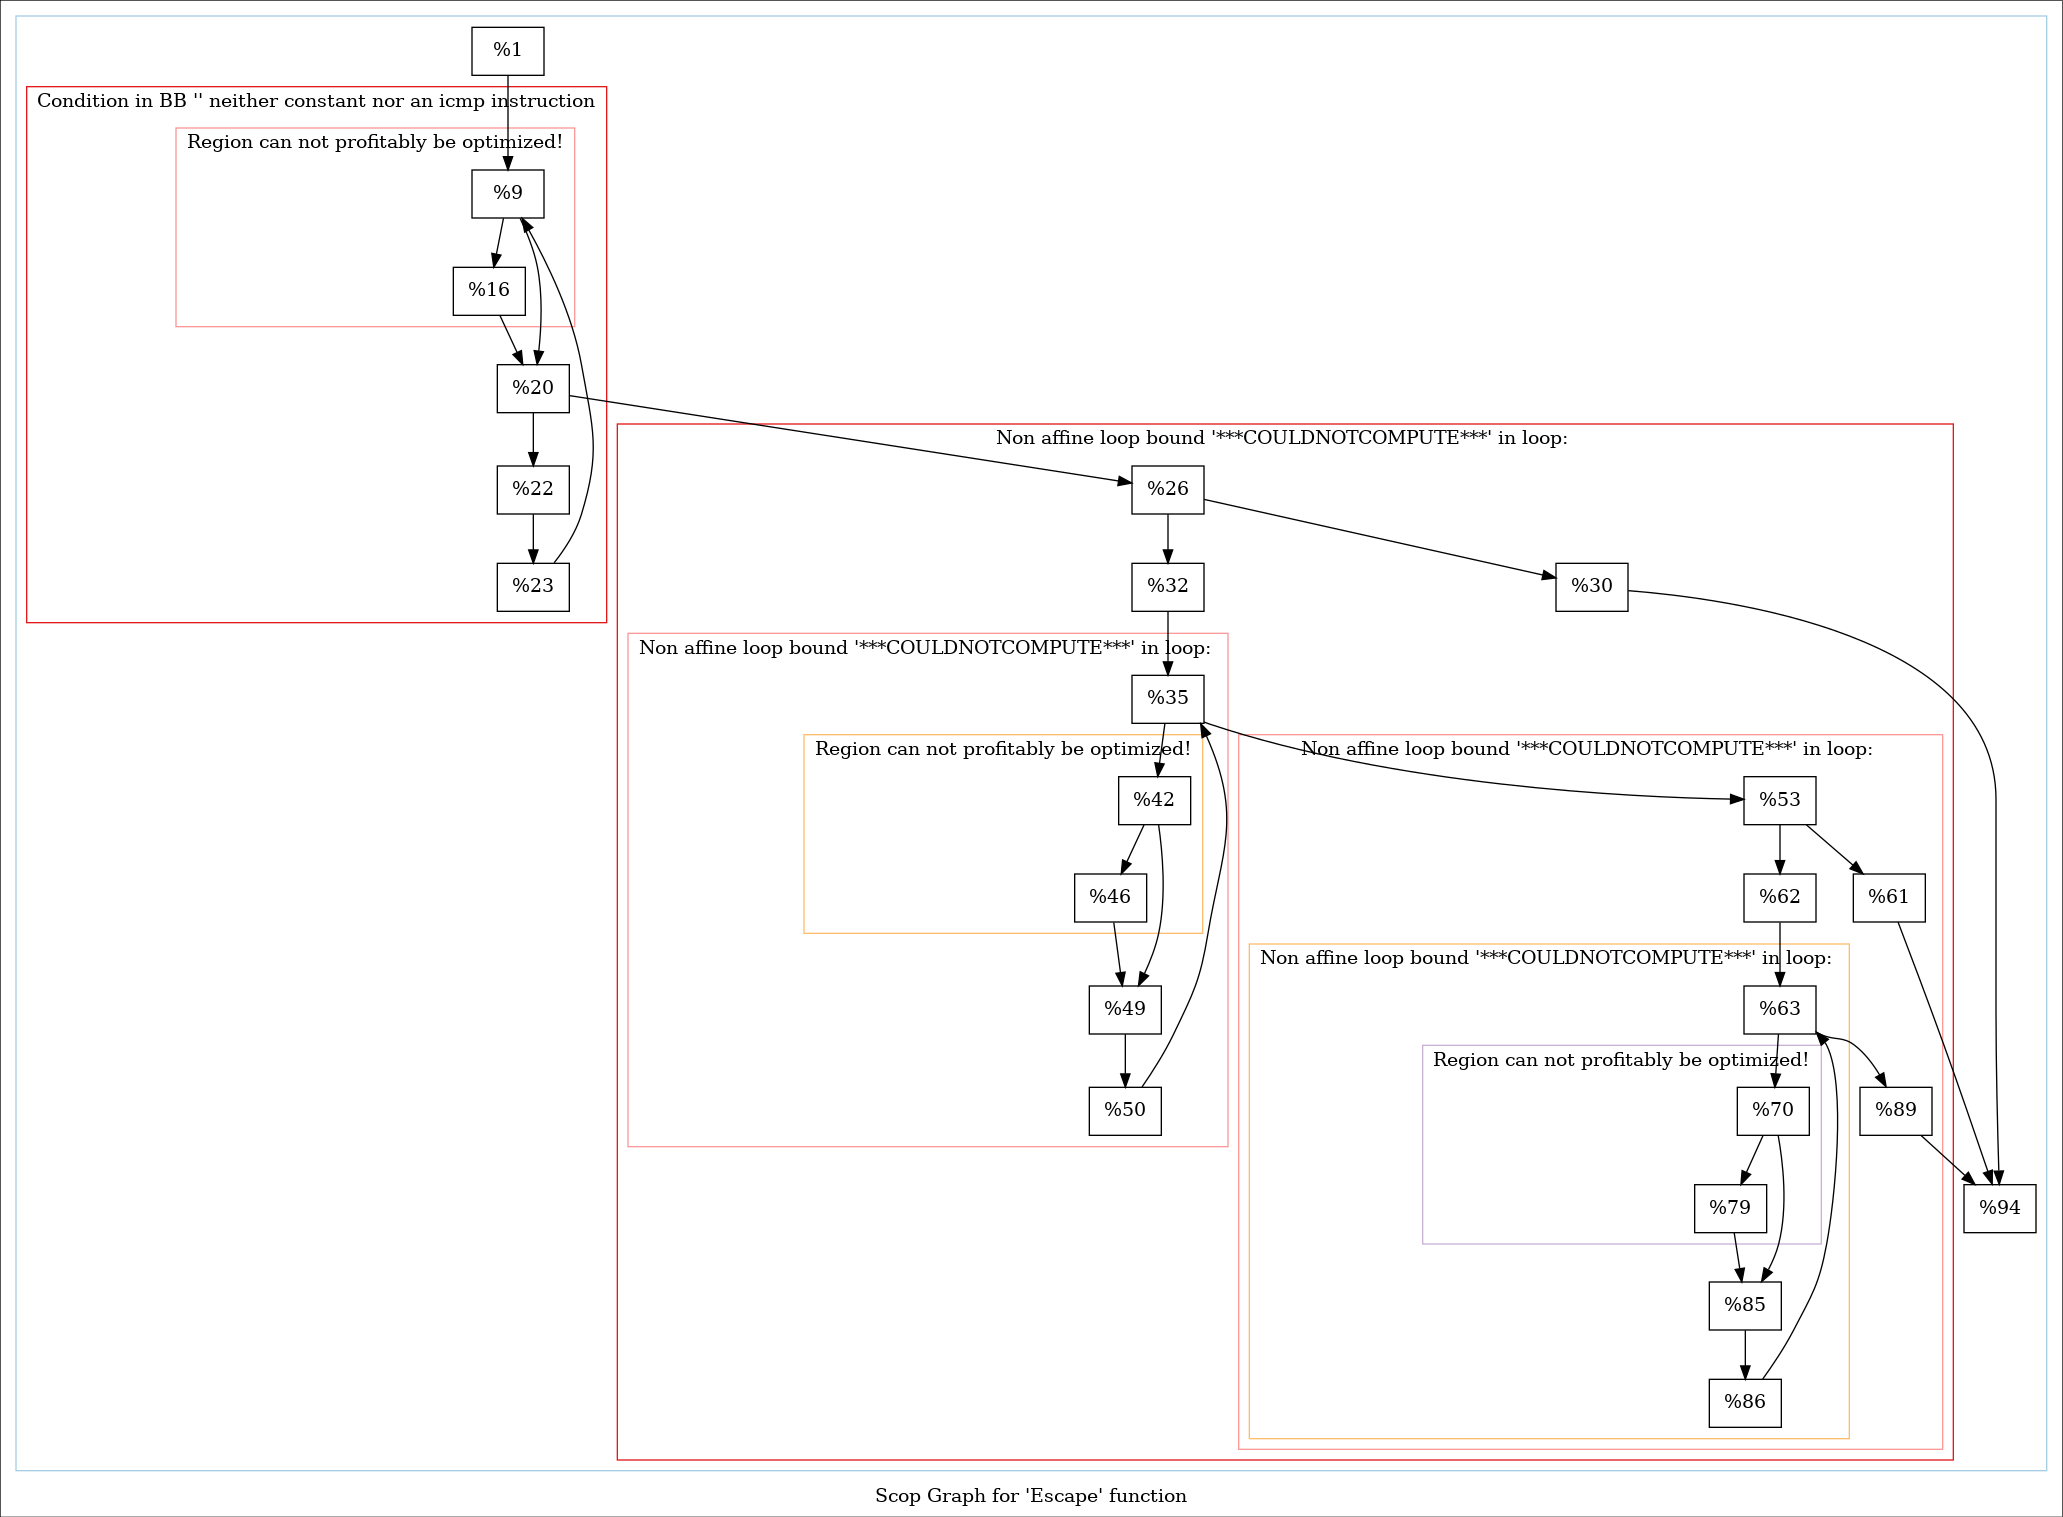 %1
Condition in BB '' neither constant nor an icmp instruction
Region can not profitably be optimized!
%9
%16
%20
%22
%23
Non affine loop bound '***COULDNOTCOMPUTE***' in loop:
%26
%32
%30
Non affine loop bound '***COULDNOTCOMPUTE***' in loop:
%35
Region can not profitably be optimized!
%42
%46
%49
%50
Non affine loop bound '***COULDNOTCOMPUTE***' in loop:
%53
%62
%61
Non affine loop bound '***COULDNOTCOMPUTE***' in loop:
%63
Region can not profitably be optimized!
%70
%89
%79
%94
%85
%86
Scop Graph for 'Escape' function